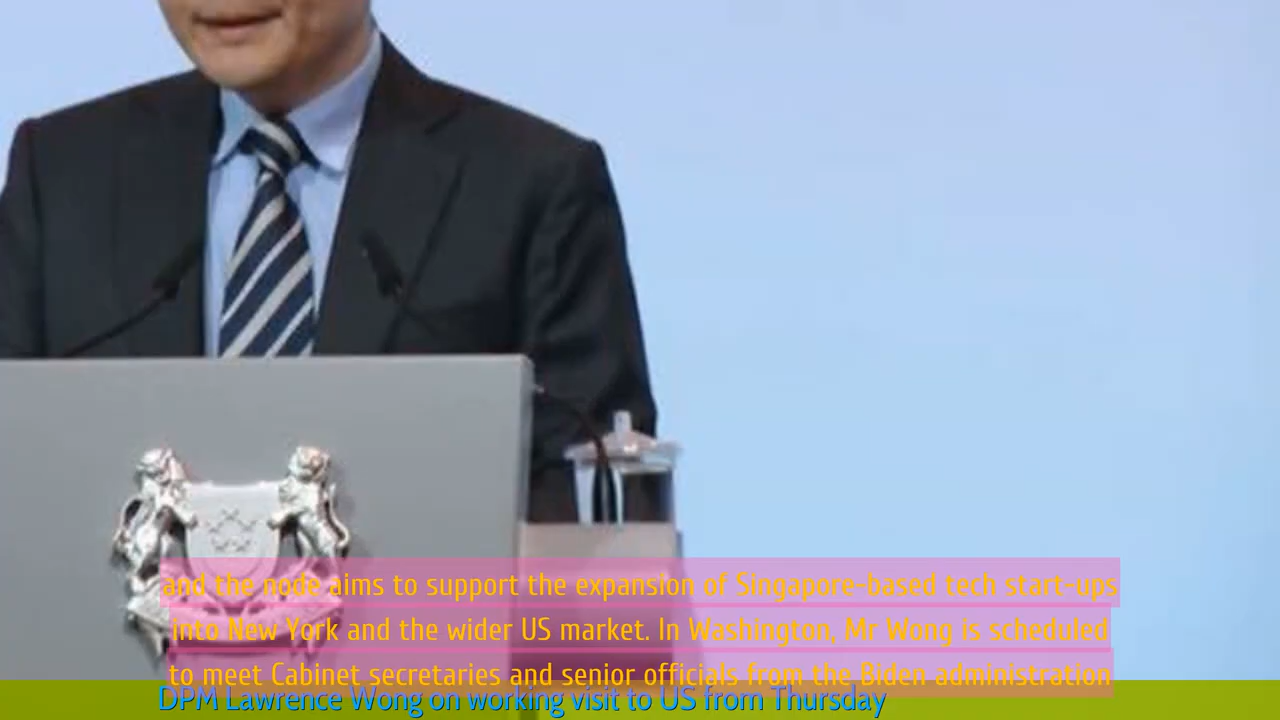 and the node aims to support the expansion of Singapore-based tech start-ups
into New York and the wider US market. In Washington, Mr Wong is scheduled
to meet Cabinet secretaries and senior officials from the Biden administration
DPM Lawrence Wong on working visit to US from Thursday